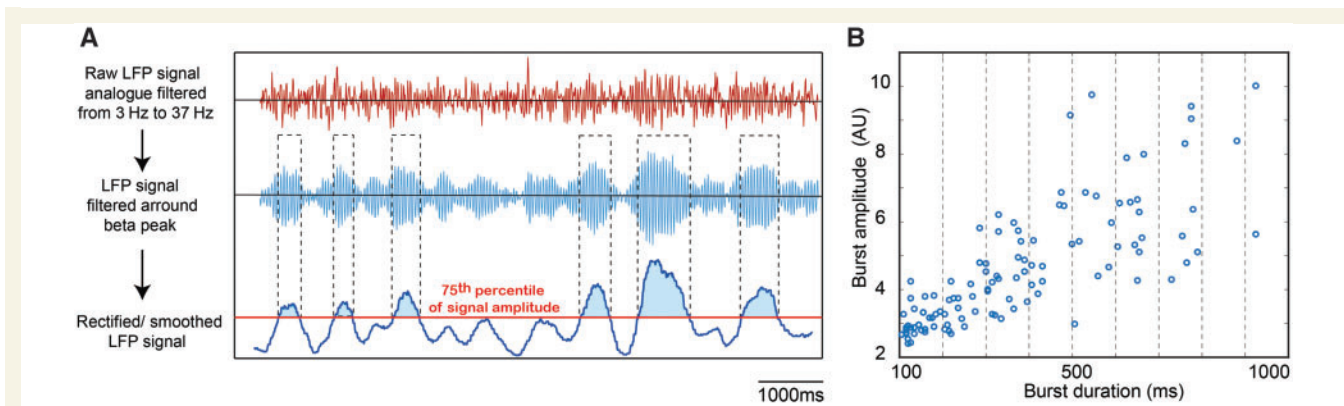 A
Raw LFP signal
analogue filtered
from 3 Hz to 37 Hz
LFP signal
filtered arround
beta peak
Rectified/ smoothed
LFP signal
75th percentile
of signal amplitude
1000ms
B
Burst amplitude (AU)
10
8
6
4
2
100
500
1000
Burst duration (ms)